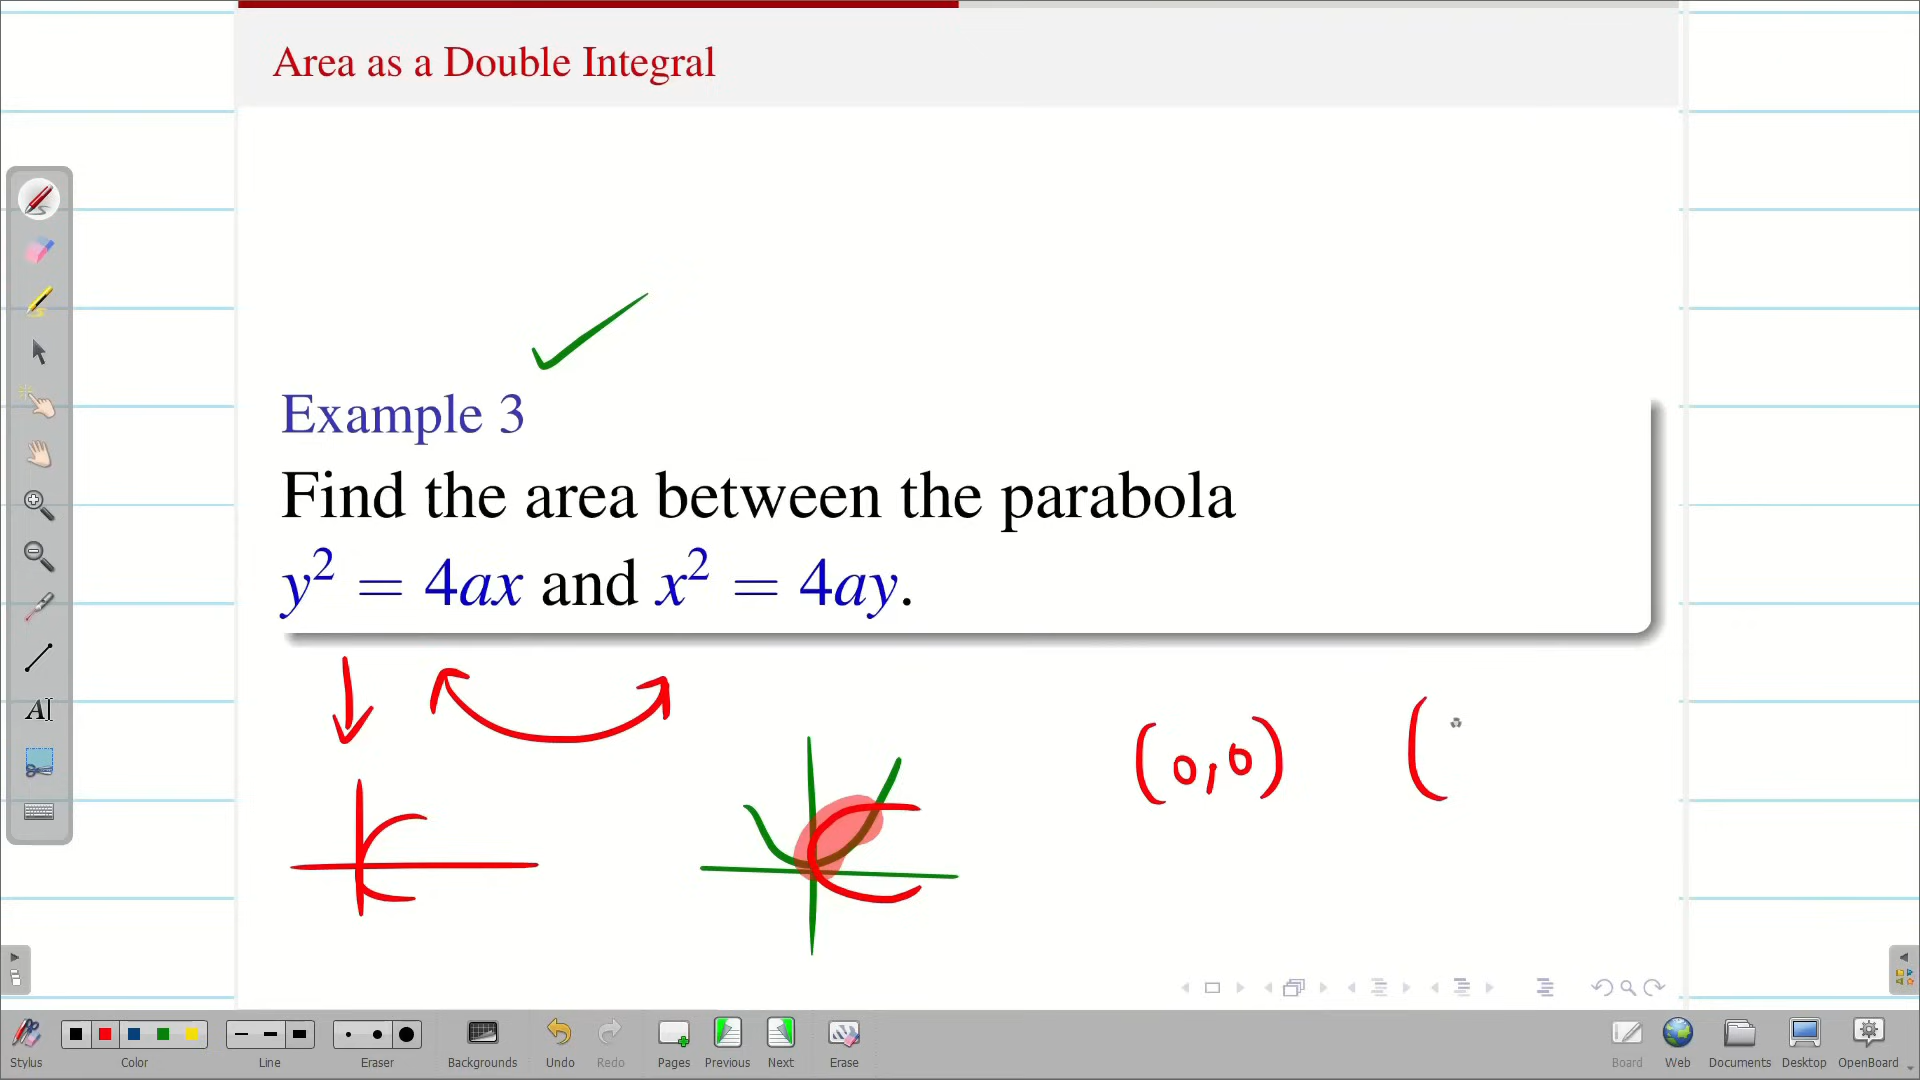 Area as a Double Integral
Example 3
Find the area between the parabola
y² = 4ax and x² = 4ay.
(0,0) (
A
Stylus Color Line Eraser Backgrounds Undo Redo Pages Previous Next Erase Board Web Documents Desktop OpenBoard